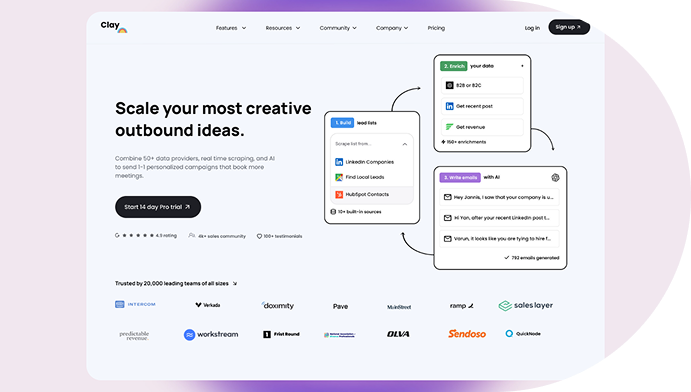 Clay
Features Resources Community Company Pricing
Log in Sign up
Scale your most creative
outbound ideas.
Combine 50+ data providers, real time scraping, and AI
to send 1-1 personalized campaigns that book more
meetings.
Start 14 day Pro trial
G 4.9 rating 4k+ sales community 100+ testimonials
1. Build lead lists
Scrape list from...
LinkedIn Companies
Find Local Leads
HubSpot Contacts
10+ built-in sources
2. Enrich your data
B2B or B2C
Get recent post
Get revenue
150+ enrichments
3. Write emails with AI
Hey Jannis, I saw that your company is u...
Hi Yan, after your recent LinkedIn post t...
Varun, it looks like you are tying to hire f...
792 emails generated
Trusted by 20,000 leading teams of all sizes
INTERCOM Verkada doximity Pave MainStreet ramp saleslayer
predictable
revenue
workstream First Round OLVA Sendoso QuickNode